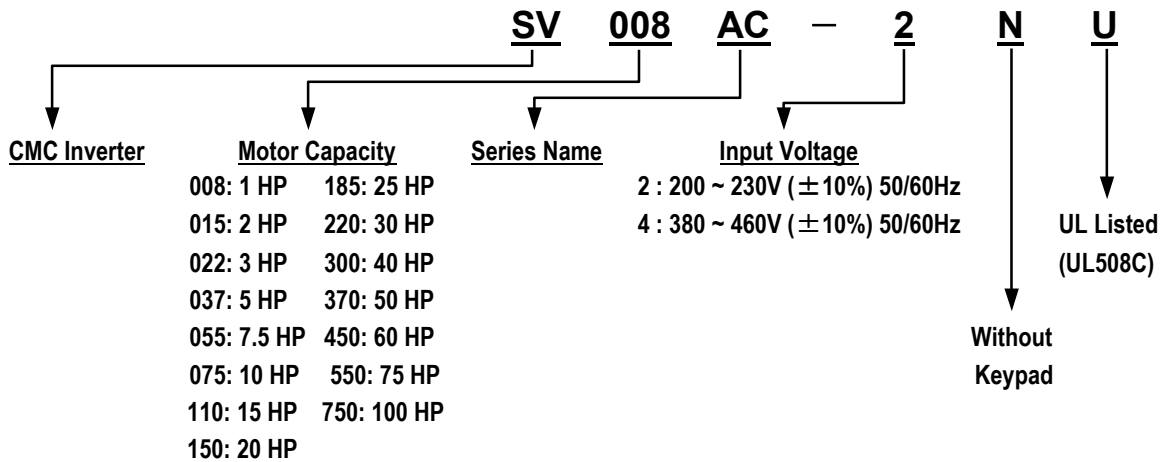 SV 008 AC – 2 N U
CMC Inverter Motor Capacity Series Name Input Voltage
008: 1 HP 185: 25 HP 2 : 200 ~ 230V (±10%) 50/60Hz
015: 2 HP 220: 30 HP 4 : 380 ~ 460V (±10%) 50/60Hz UL Listed
022: 3 HP 300: 40 HP (UL508C)
037: 5 HP 370: 50 HP
055: 7.5 HP 450: 60 HP Without
075: 10 HP 550: 75 HP Keypad
110: 15 HP 750: 100 HP
150: 20 HP